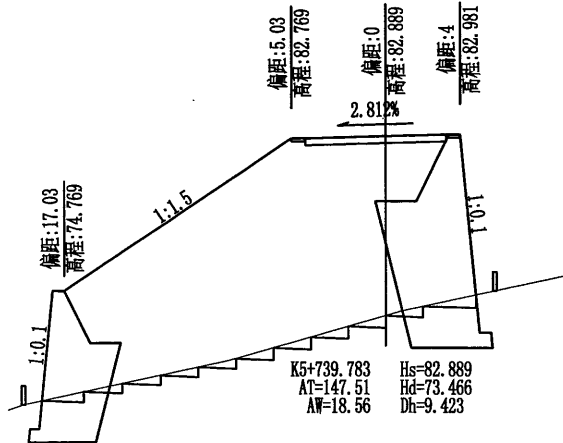 偏距:5.03
高程:82.769
偏距:0
高程:82.889
偏距:4
高程:82.981
2.812%
1:1.5
偏距:17.03
高程:74.769
1:0.1
1:0.1
K5+739.783 Hs=82.889
AT=147.51 Hd=73.466
AW=18.56 Dh=9.423